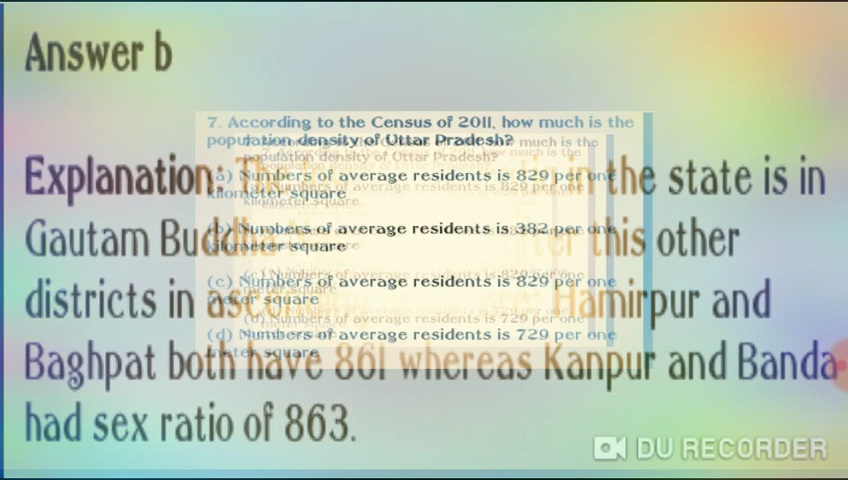 Answer b
7. According to the Census of 2011, how much is the
population density of Uttar Pradesh?
(a) Numbers of average residents is 829 per one
kilometer square
(b) Numbers of average residents is 382 per one
kilometer square
(c) Numbers of average residents is 829 per one
meter square
(d) Numbers of average residents is 729 per one
meter square
Explanation: in the state is in
Gautam Buddha this other
districts in Hamirpur and
Baghpat both have 861 whereas Kanpur and Banda
had sex ratio of 863.
DU RECORDER